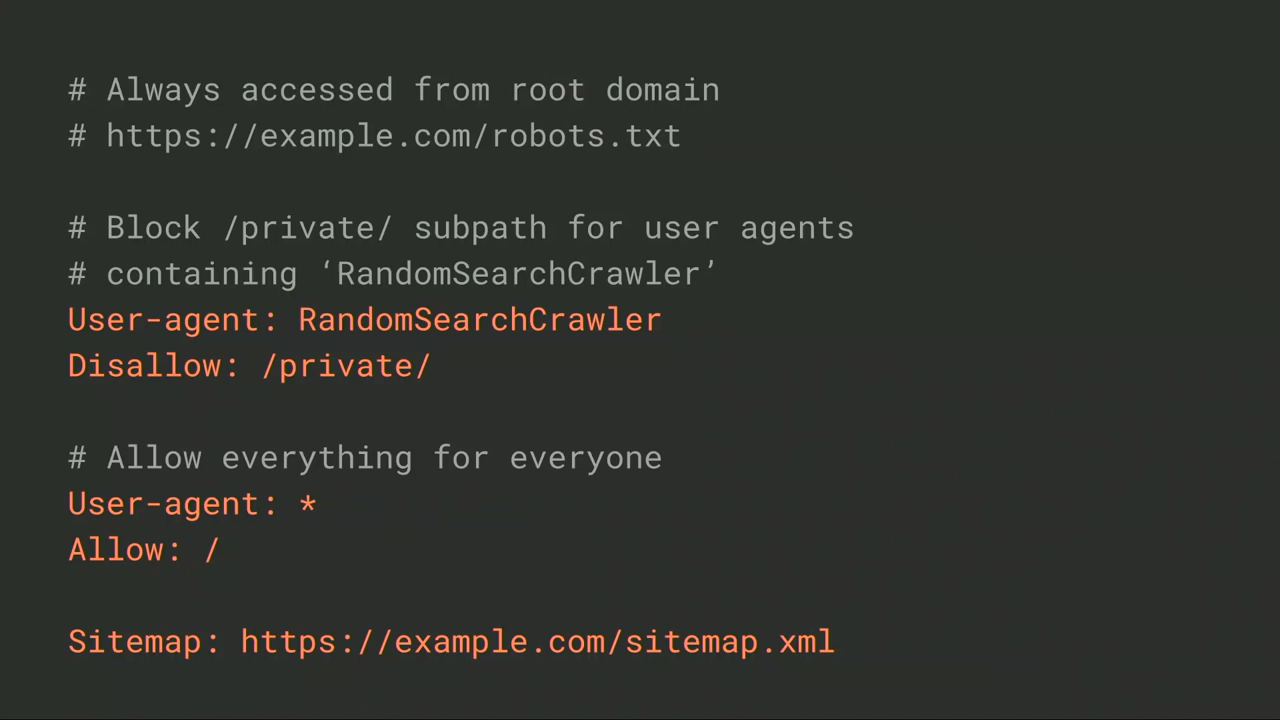 # Always accessed from root domain
# https://example.com/robots.txt
# Block /private/ subpath for user agents
# containing ‘RandomSearchCrawler’
User-agent: RandomSearchCrawler
Disallow: /private/
# Allow everything for everyone
User-agent: *
Allow: /
Sitemap: https://example.com/sitemap.xml